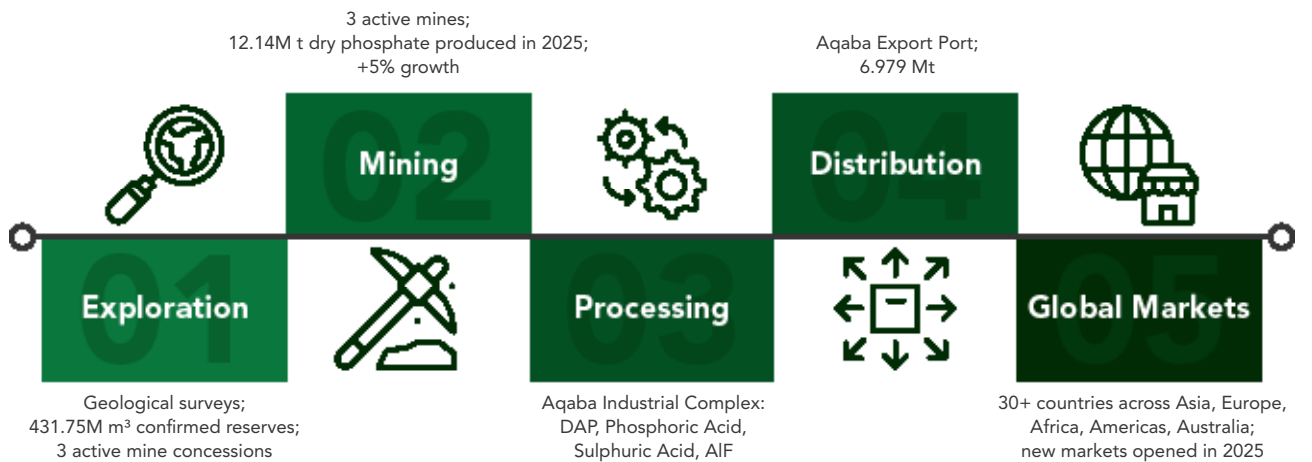 01
Exploration
Geological surveys;
431.75M m³ confirmed reserves;
3 active mine concessions
3 active mines;
12.14M t dry phosphate produced in 2025;
+5% growth
02
Mining
03
Processing
Aqaba Industrial Complex:
DAP, Phosphoric Acid,
Sulphuric Acid, AlF
Aqaba Export Port;
6.979 Mt
04
Distribution
05
Global Markets
30+ countries across Asia, Europe,
Africa, Americas, Australia;
new markets opened in 2025